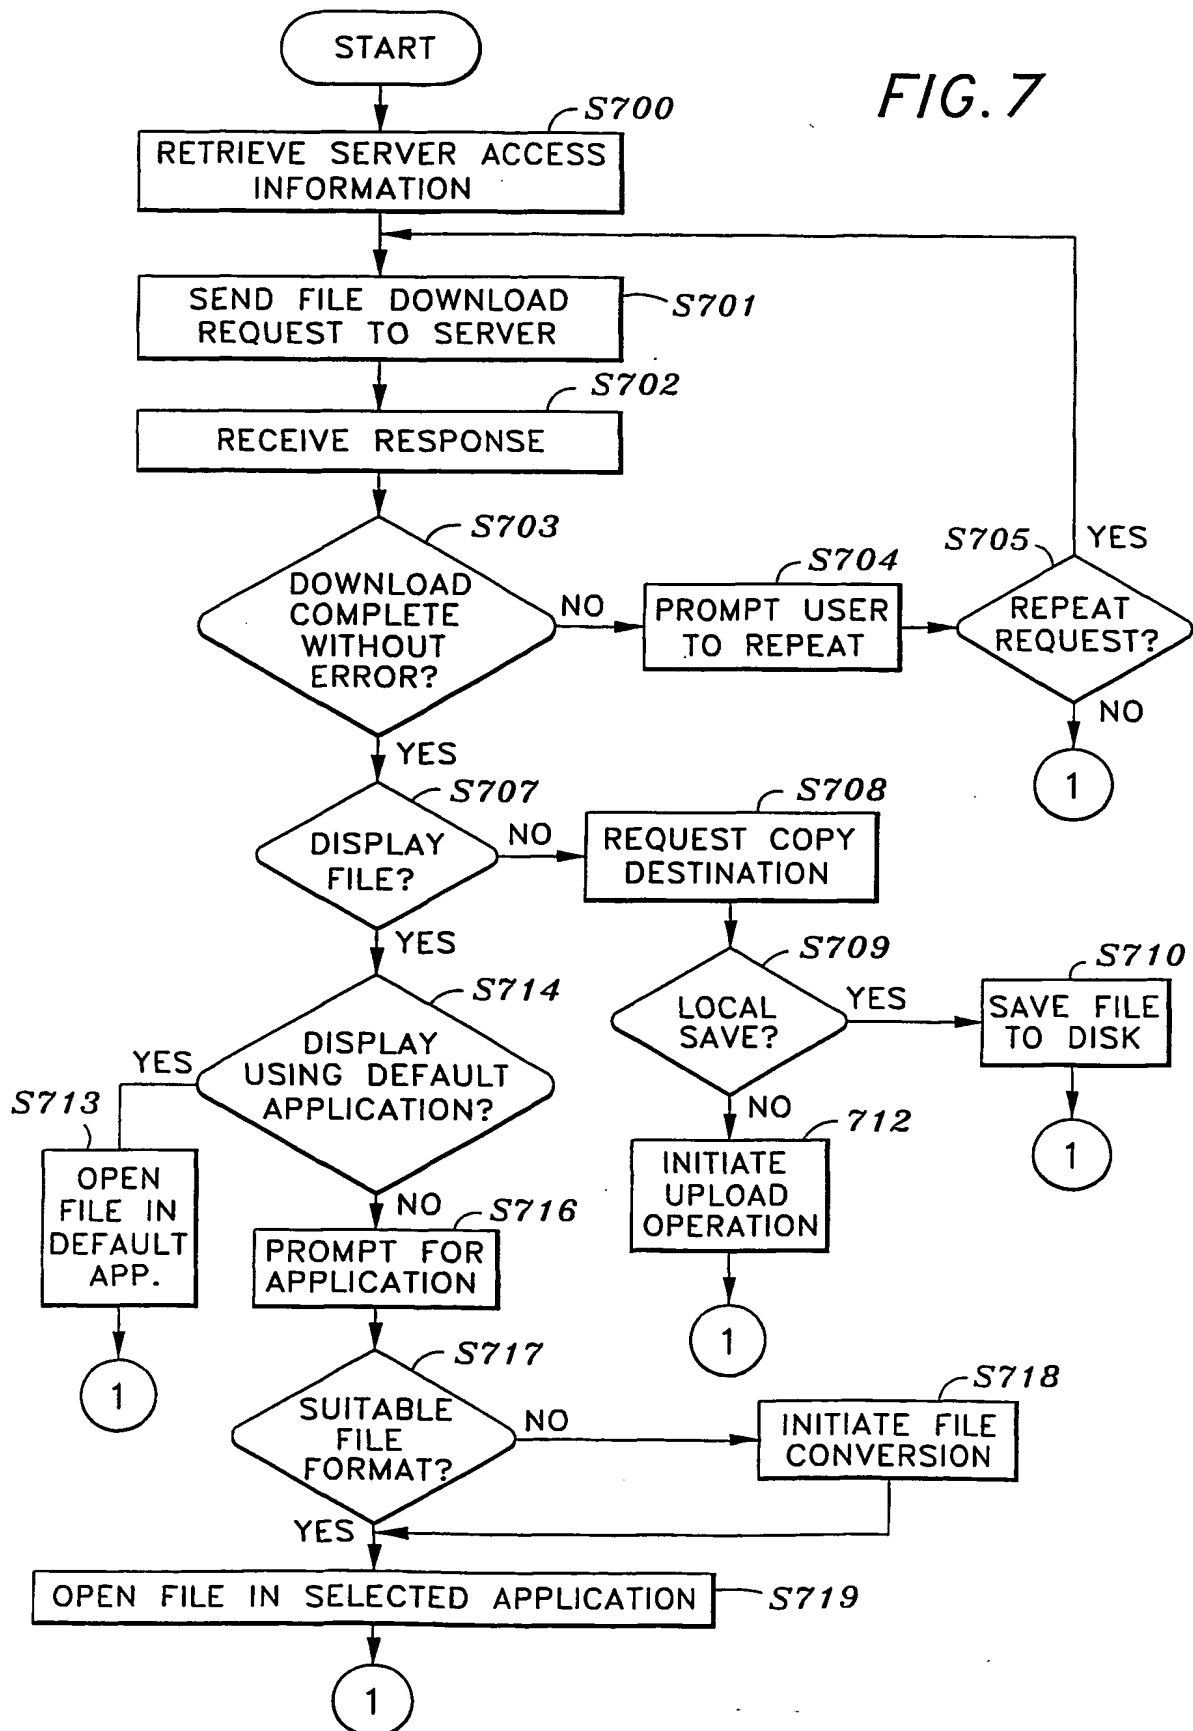 START
FIG. 7
S700
RETRIEVE SERVER ACCESS
INFORMATION
SEND FILE DOWNLOAD
REQUEST TO SERVER
S701
S702
RECEIVE RESPONSE
S703
DOWNLOAD
COMPLETE
WITHOUT
ERROR?
NO
S704
PROMPT USER
TO REPEAT
S705
YES
REPEAT
REQUEST?
NO
1
YES
S707
DISPLAY
FILE?
NO
S708
REQUEST COPY
DESTINATION
YES
S709
LOCAL
SAVE?
YES
S710
SAVE FILE
TO DISK
1
NO
712
INITIATE
UPLOAD
OPERATION
1
S714
DISPLAY
USING DEFAULT
APPLICATION?
YES
S713
OPEN
FILE IN
DEFAULT
APP.
1
NO
S716
PROMPT FOR
APPLICATION
S717
SUITABLE
FILE
FORMAT?
NO
S718
INITIATE FILE
CONVERSION
YES
OPEN FILE IN SELECTED APPLICATION
S719
1